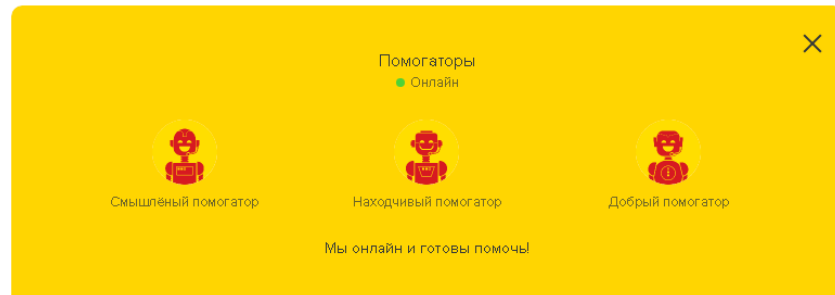 Помогаторы
Онлайн
Смышлёный помогатор
Находчивый помогатор
Добрый помогатор
Мы онлайн и готовы помочь!